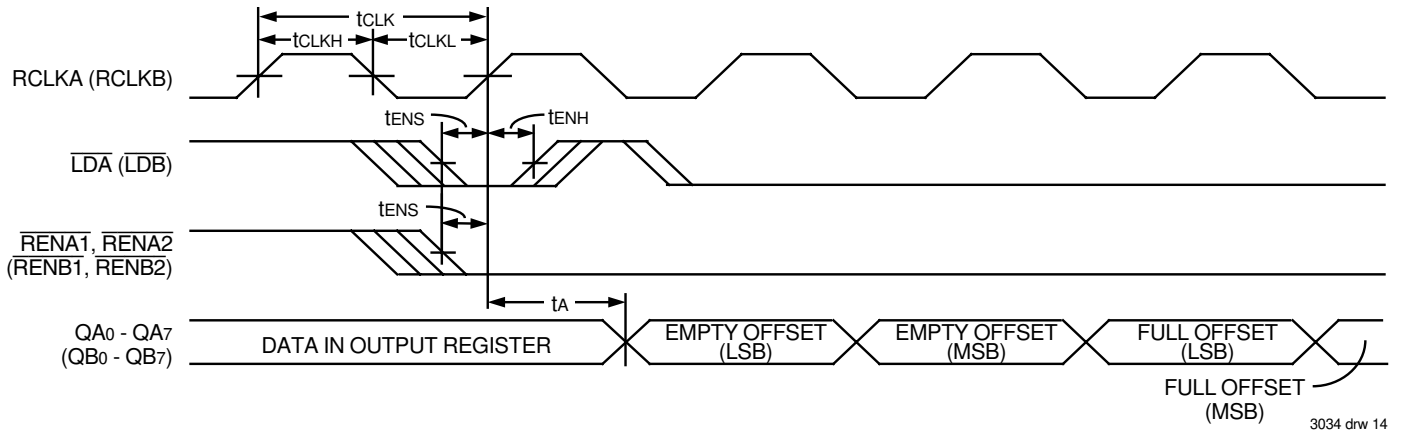 tCLK
tCLKH
tCLKL
RCLKA (RCLKB)
tENS
tENH
LDA (LDB)
tENS
RENA1, RENA2
(RENB1, RENB2)
tA
QA0 - QA7
(QB0 - QB7)
DATA IN OUTPUT REGISTER
EMPTY OFFSET
(LSB)
EMPTY OFFSET
(MSB)
FULL OFFSET
(LSB)
FULL OFFSET
(MSB)
3034 drw 14